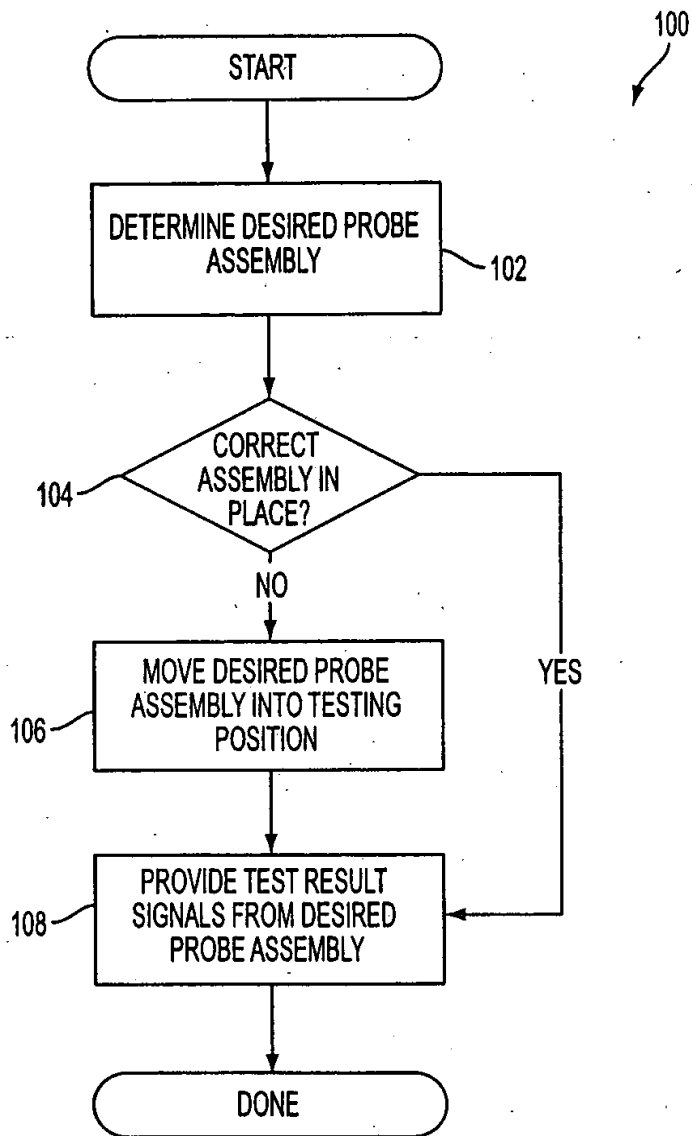 100
START
DETERMINE DESIRED PROBE
ASSEMBLY
102
CORRECT
ASSEMBLY IN
PLACE?
104
NO
YES
MOVE DESIRED PROBE
ASSEMBLY INTO TESTING
POSITION
106
PROVIDE TEST RESULT
SIGNALS FROM DESIRED
PROBE ASSEMBLY
108
DONE